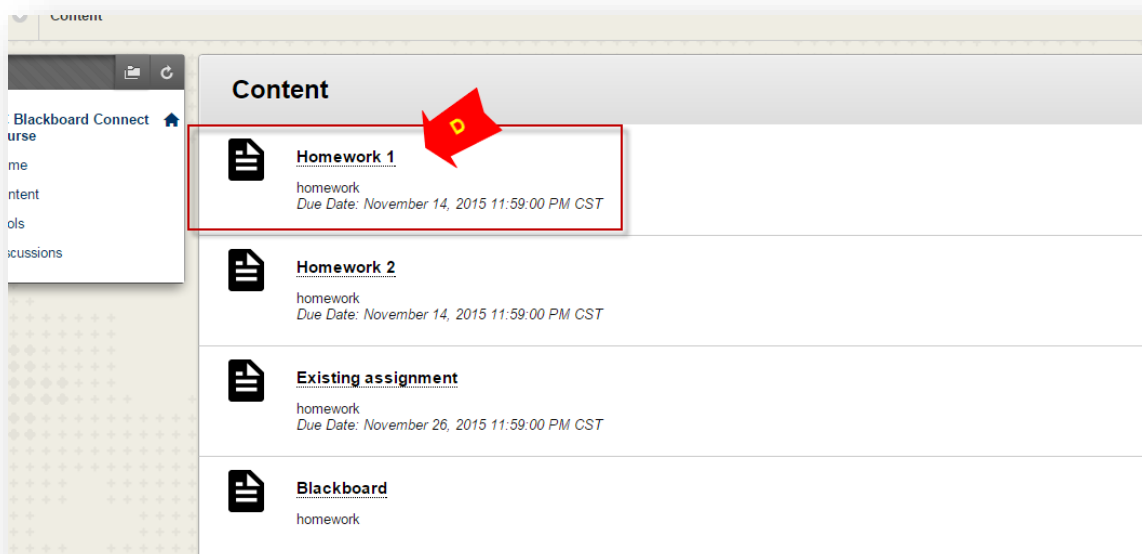 Content
Blackboard Connect
urse
me
ntent
ols
scussions
Content
D
Homework 1
homework
Due Date: November 14, 2015 11:59:00 PM CST
Homework 2
homework
Due Date: November 14, 2015 11:59:00 PM CST
Existing assignment
homework
Due Date: November 26, 2015 11:59:00 PM CST
Blackboard
homework